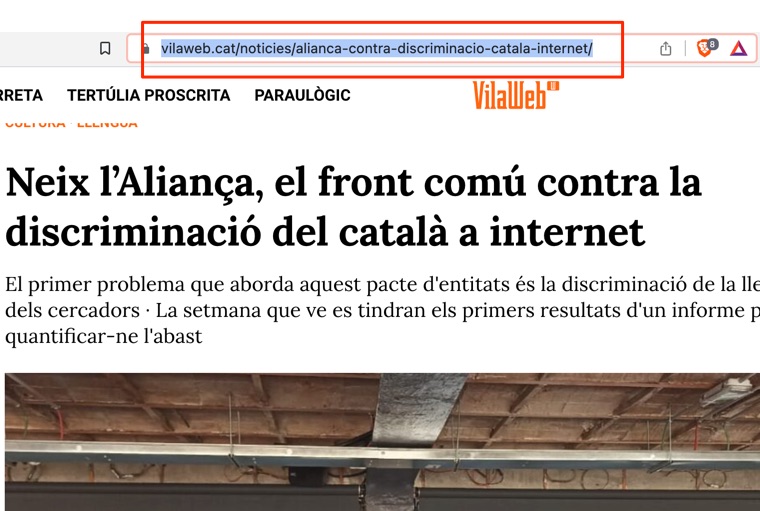 vilaweb.cat/noticies/alianca-contra-discriminacio-catala-internet/
8
RRETA TERTÚLIA PROSCRITA PARAULÒGIC VilaWeb
CULTURA · LLENGUA
Neix l’Aliança, el front comú contra la
discriminació del català a internet
El primer problema que aborda aquest pacte d'entitats és la discriminació de la lle
dels cercadors · La setmana que ve es tindran els primers resultats d'un informe p
quantificar-ne l'abast